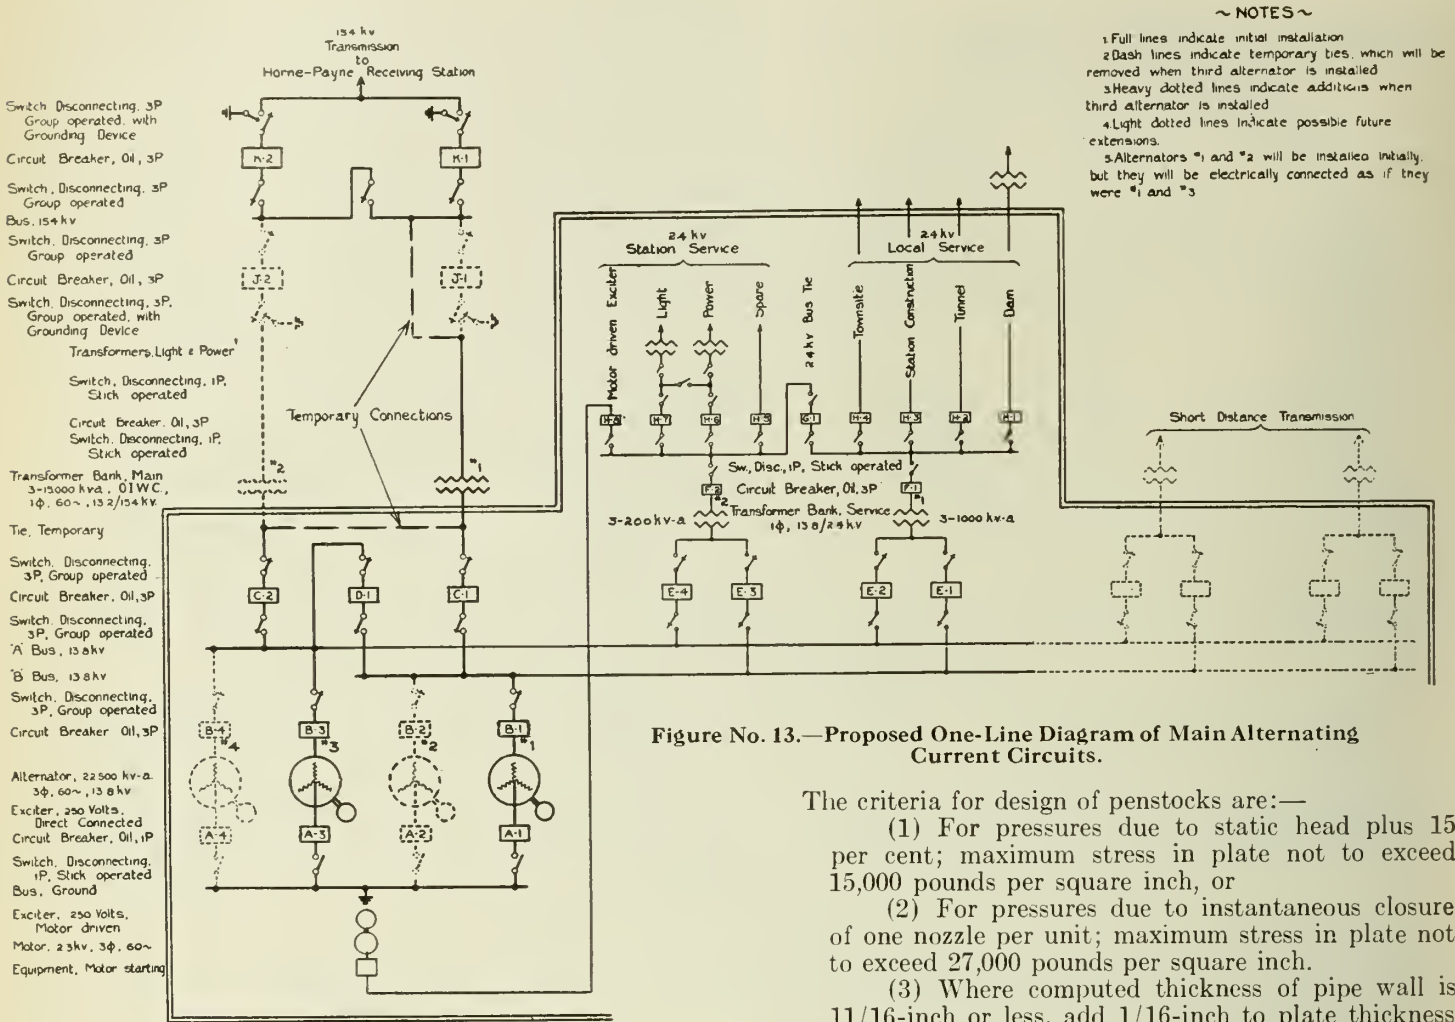 ~ NOTES ~
1 Full lines indicate initial installation
2 Dash lines indicate temporary ties, which will be
removed when third alternator is installed
3 Heavy dotted lines indicate additions when
third alternator is installed
4. Light dotted lines indicate possible future
extensions.
5. Alternators #1 and #2 will be installed initially,
but they will be electrically connected as if they
were #1 and #3
154 kv
Transmission
to
Horne-Payne Receiving Station
Switch Disconnecting, 3P
Group operated, with
Grounding Device
Circuit Breaker, Oil, 3P
K-2
K-1
Switch, Disconnecting, 3P
Group operated
Bus, 154 kv
Switch, Disconnecting, 3P
Group operated
Circuit Breaker, Oil, 3P
J-2
J-1
Switch, Disconnecting, 3P,
Group operated, with
Grounding Device
Transformers, Light & Power
Switch, Disconnecting, 1P,
Stick operated
Temporary Connections
Circuit Breaker, Oil, 3P
Switch, Disconnecting, 1P,
Stick operated
#2
#1
Transformer Bank, Main
3-15000 kva, OIWC,
1ϕ, 60~, 13.2/154 kv.
Tie, Temporary
Switch, Disconnecting,
3P, Group operated
Circuit Breaker, Oil, 3P
C-2
D-1
C-1
Switch, Disconnecting,
3P, Group operated
'A' Bus, 13.8 kv
'B' Bus, 13.8 kv
Switch, Disconnecting,
3P, Group operated
Circuit Breaker Oil, 3P
B-4
B-3
B-2
B-1
#4
#3
#2
#1
Alternator, 22500 kv-a.
3ϕ, 60~, 13.8 kv
Exciter, 250 Volts,
Direct Connected
Circuit Breaker, Oil, 1P
A-4
A-3
A-2
A-1
Switch, Disconnecting,
1P, Stick operated
Bus, Ground
Exciter, 250 Volts,
Motor driven
Motor, 2.3kv, 3ϕ, 60~
Equipment, Motor starting
2.4 kv
Station Service
2.4 kv
Local Service
Motor driven Exciter
Light
Power
Spare
2.4 kv Bus Tie
Townsite
Station Construction
Tunnel
Dam
H-8
H-7
H-6
H-5
G-1
H-4
H-3
H-2
H-1
Sw., Disc., 1P, Stick operated
F-2
Circuit Breaker, Oil, 3P
F-1
#2
#1
3-200 kv-a
Transformer Bank, Service
1ϕ, 13.8/2.4 kv
3-1000 kv-a
E-4
E-3
E-2
E-1
Short Distance Transmission
Figure No. 13.—Proposed One-Line Diagram of Main Alternating
Current Circuits.
The criteria for design of penstocks are:—
(1) For pressures due to static head plus 15
per cent; maximum stress in plate not to exceed
15,000 pounds per square inch, or
(2) For pressures due to instantaneous closure
of one nozzle per unit; maximum stress in plate not
to exceed 27,000 pounds per square inch.
(3) Where computed thickness of pipe wall is
11/16-inch or less, add 1/16-inch to plate thickness